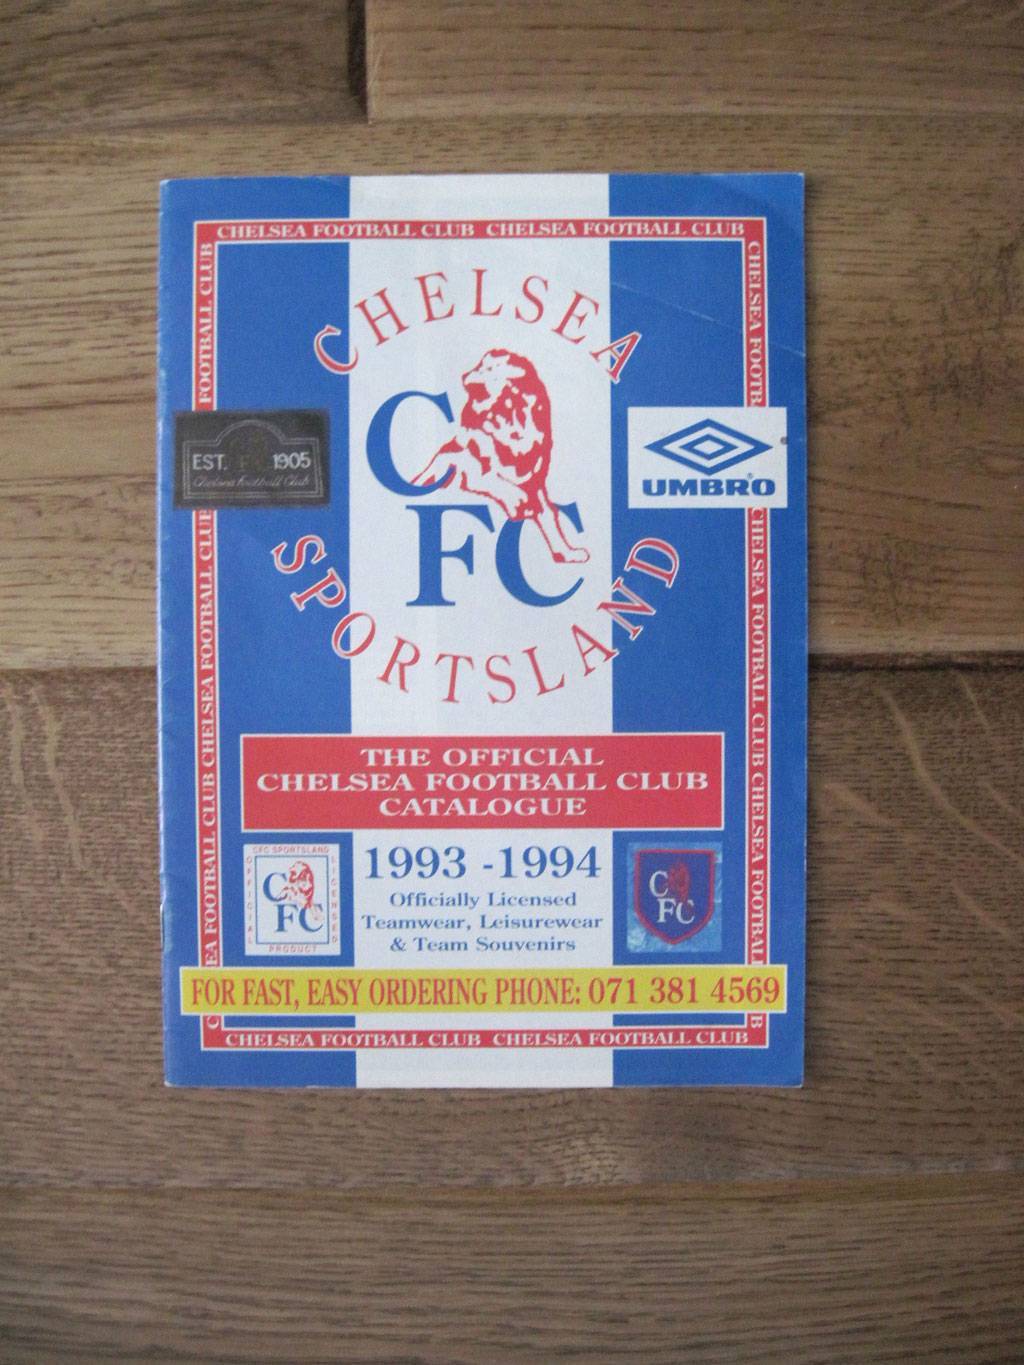 CHELSEA FOOTBALL CLUB CHELSEA FOOTBALL CLUB
CHELSEA
CFC
SPORTSLAND
EST. 1905
Chelsea Football Club
UMBRO
FOOTBALL CLUB
EA FOOTBALL CLUB CHELSEA FOOTBALL CLUB
CHELSEA FOOTB
CHELSEA FOOTBALL CLUB CHELSEA FOOTBALL
THE OFFICIAL
CHELSEA FOOTBALL CLUB
CATALOGUE
CFC SPORTSLAND
OFFICIAL
LICENSED
CFC
PRODUCT
1993 -1994
Officially Licensed
Teamwear, Leisurewear
& Team Souvenirs
CFC
FOR FAST, EASY ORDERING PHONE: 071 381 4569
CHELSEA FOOTBALL CLUB CHELSEA FOOTBALL CLUB